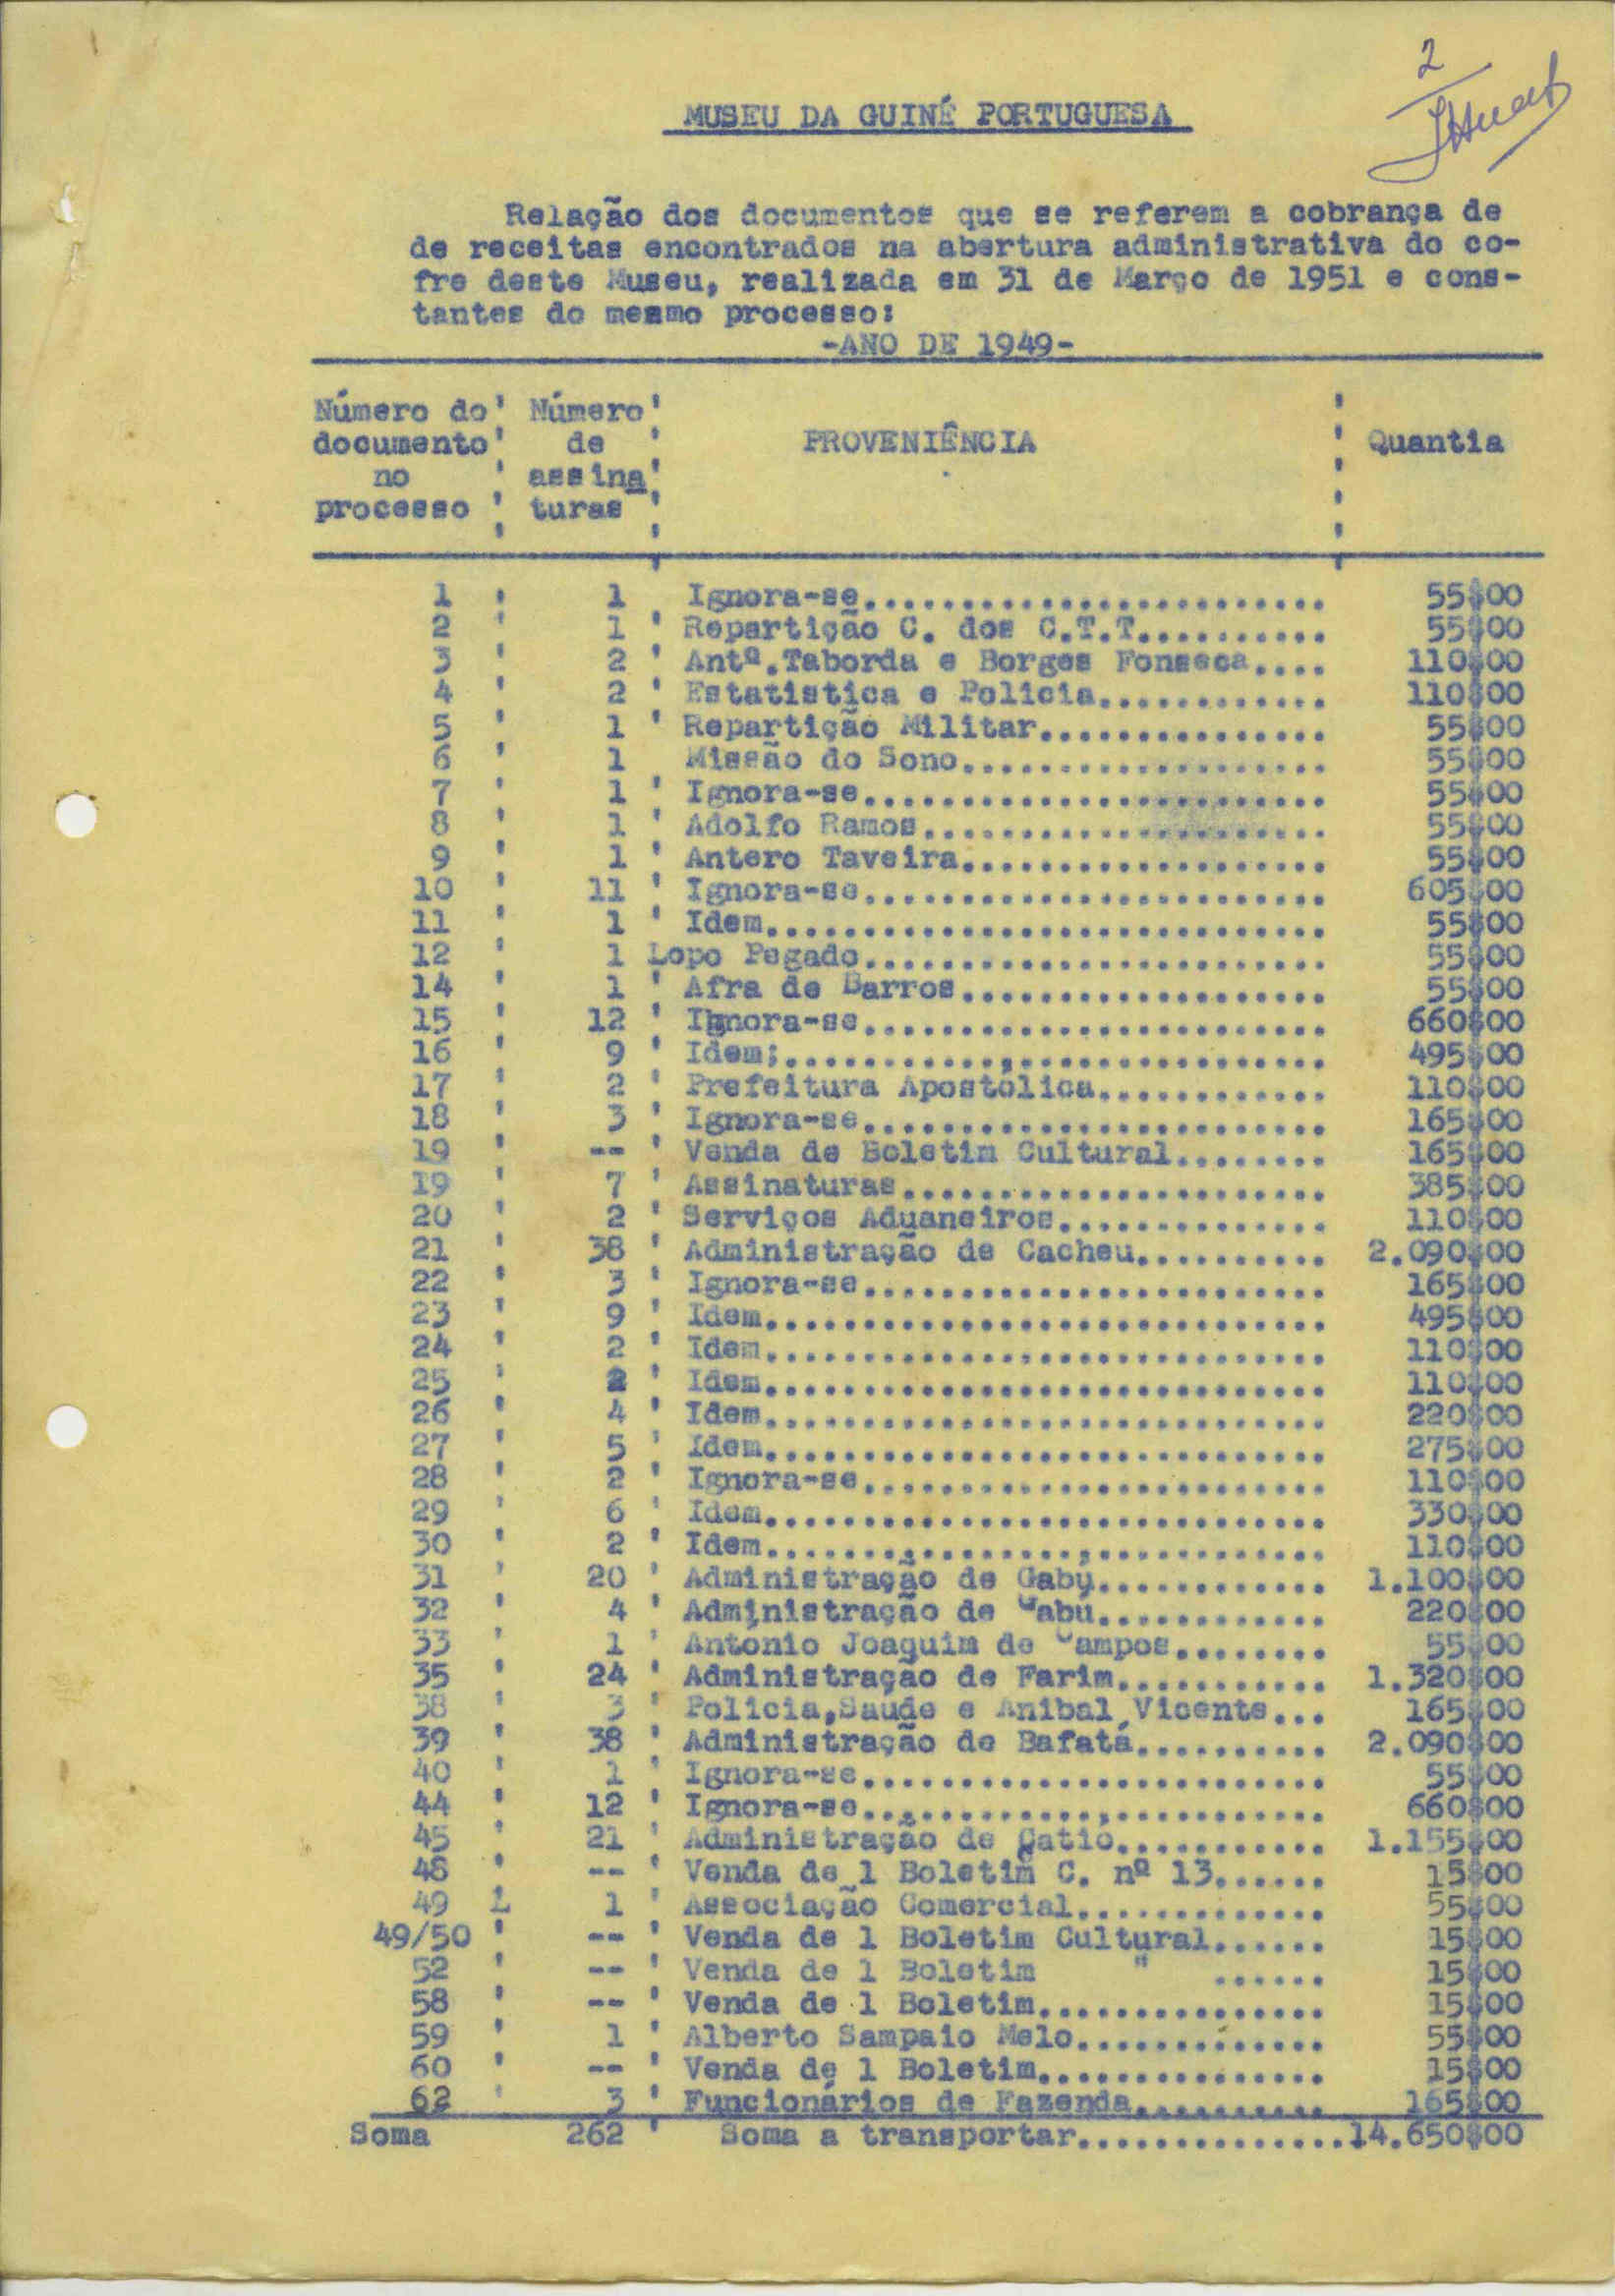 2
MUSEU DA GUINÉ PORTUGUESA
Relação dos documentos que se referem a cobrança de
de receitas encontrados na abertura administrativa do co-
fre deste Museu, realizada em 31 de Março de 1951 e cons-
tantes do mesmo processo:
-ANO DE 1949-
Número do documento no processo ' Número de assina turas ' PROVENIÊNCIA ' Quantia
1 ' 1 Ignora-se........................ 55$00
2 ' 1 ' Repartição C. dos C.T.T.......... 55$00
3 ' 2 ' Antº.Taborda e Borges Fonseca.... 110$00
4 ' 2 ' Estatistica e Policia............ 110$00
5 ' 1 ' Repartição Militar............... 55$00
6 ' 1 Missão do Sono................... 55$00
7 ' 1 ' Ignora-se........................ 55$00
8 ' 1 ' Adolfo Ramos..................... 55$00
9 ' 1 ' Antero Taveira................... 55$00
10 ' 11 ' Ignora-se........................ 605$00
11 ' 1 ' Idem............................. 55$00
12 ' 1 Lopo Pegado........................ 55$00
14 ' 1 ' Afra de Barros................... 55$00
15 ' 12 ' Ignora-se........................ 660$00
16 ' 9 ' Idem;............................ 495$00
17 ' 2 ' Prefeitura Apostólica............ 110$00
18 ' 3 ' Ignora-se........................ 165$00
19 ' -- ' Venda de Boletim Cultural........ 165$00
19 ' 7 ' Assinaturas...................... 385$00
20 ' 2 ' Serviços Aduaneiros.............. 110$00
21 ' 38 ' Administração de Cacheu.......... 2.090$00
22 ' 3 ' Ignora-se........................ 165$00
23 ' 9 ' Idem............................. 495$00
24 ' 2 ' Idem............................. 110$00
25 ' 2 ' Idem............................. 110$00
26 ' 4 ' Idem............................. 220$00
27 ' 5 ' Idem............................. 275$00
28 ' 2 ' Ignora-se........................ 110$00
29 ' 6 ' Idem............................. 330$00
30 ' 2 ' Idem............................. 110$00
31 ' 20 ' Administração de Gabú............ 1.100$00
32 ' 4 ' Administração de Gabú............ 220$00
33 ' 1 ' António Joaquim de Campos........ 55$00
35 ' 24 ' Administração de Farim........... 1.320$00
38 ' 3 ' Policia,Saude e Anibal Vicente... 165$00
39 ' 38 ' Administração de Bafatá.......... 2.090$00
40 ' 1 ' Ignora-se........................ 55$00
44 ' 12 ' Ignora-se........................ 660$00
45 ' 21 ' Administração de Catió........... 1.155$00
48 ' -- ' Venda de 1 Boletim C. nº 13...... 15$00
49 1 ' Associação Comercial............. 55$00
49/50 ' -- ' Venda de 1 Boletim Cultural...... 15$00
52 ' -- ' Venda de 1 Boletim " ...... 15$00
58 ' -- ' Venda de 1 Boletim............... 15$00
59 ' 1 ' Alberto Sampaio Melo............. 55$00
60 ' -- ' Venda de 1 Boletim............... 15$00
62 ' 3 ' Funcionários de Fazenda.......... 165$00
Soma 262 ' Soma a transportar..............14.650$00